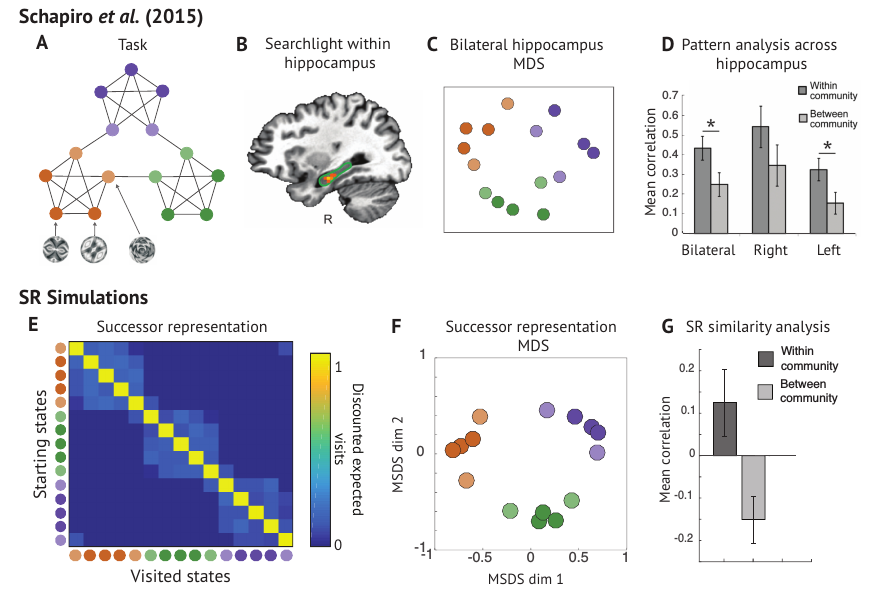 Schapiro et al. (2015)
A
Task
B
Searchlight within
hippocampus
R
C
Bilateral hippocampus
MDS
D
Pattern analysis across
hippocampus
Within
community
Between
community
*
*
Mean correlation
0.7
0.6
0.5
0.4
0.3
0.2
0.1
0
Bilateral
Right
Left
SR Simulations
E
Successor representation
Starting states
Visited states
1
0
Discounted expected
visits
F
Successor representation
MDS
MSDS dim 2
1
0
-1
-1
-0.5
0
0.5
1
MSDS dim 1
G
SR similarity analysis
Within
community
Between
community
Mean correlation
0.2
0.1
0
-0.1
-0.2